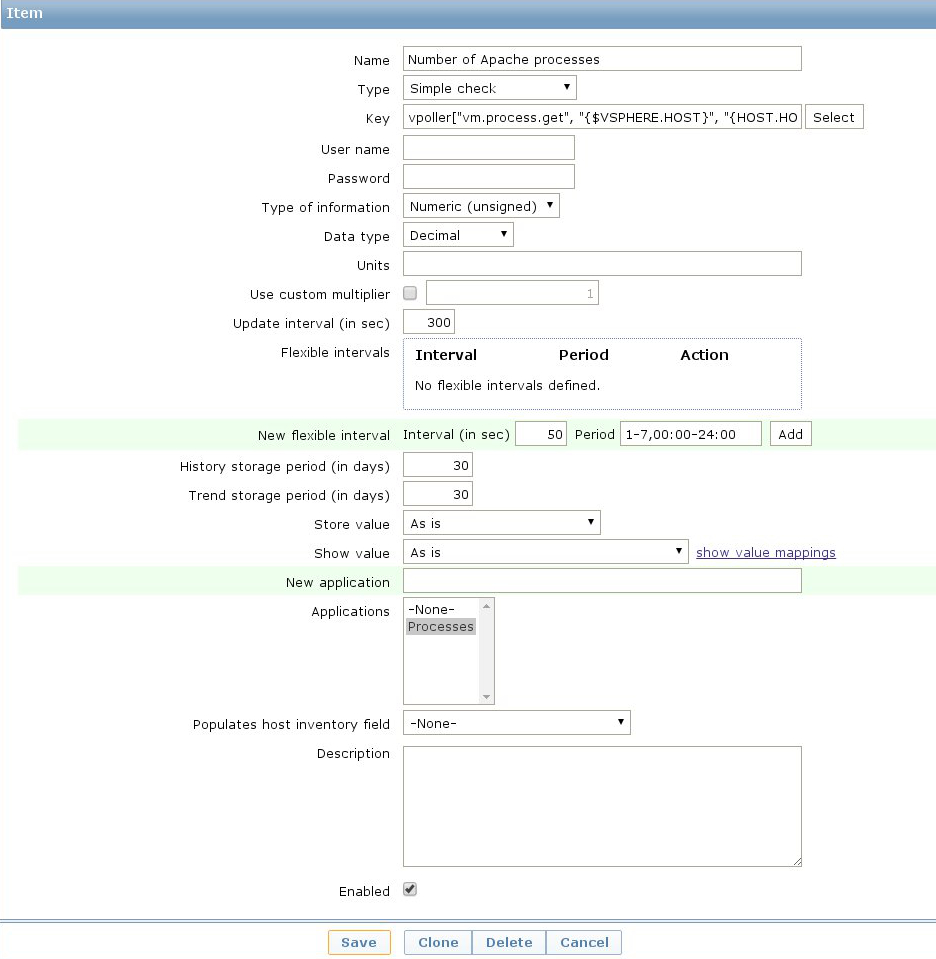 Item
Name Number of Apache processes
Type Simple check
Key vpoller["vm.process.get", "{$VSPHERE.HOST}", "{HOST.HO Select
User name
Password
Type of information Numeric (unsigned)
Data type Decimal
Units
Use custom multiplier 1
Update interval (in sec) 300
Flexible intervals Interval Period Action
No flexible intervals defined.
New flexible interval Interval (in sec) 50 Period 1-7,00:00-24:00 Add
History storage period (in days) 30
Trend storage period (in days) 30
Store value As is
Show value As is show value mappings
New application
Applications -None-
Processes
Populates host inventory field -None-
Description
Enabled
Save Clone Delete Cancel